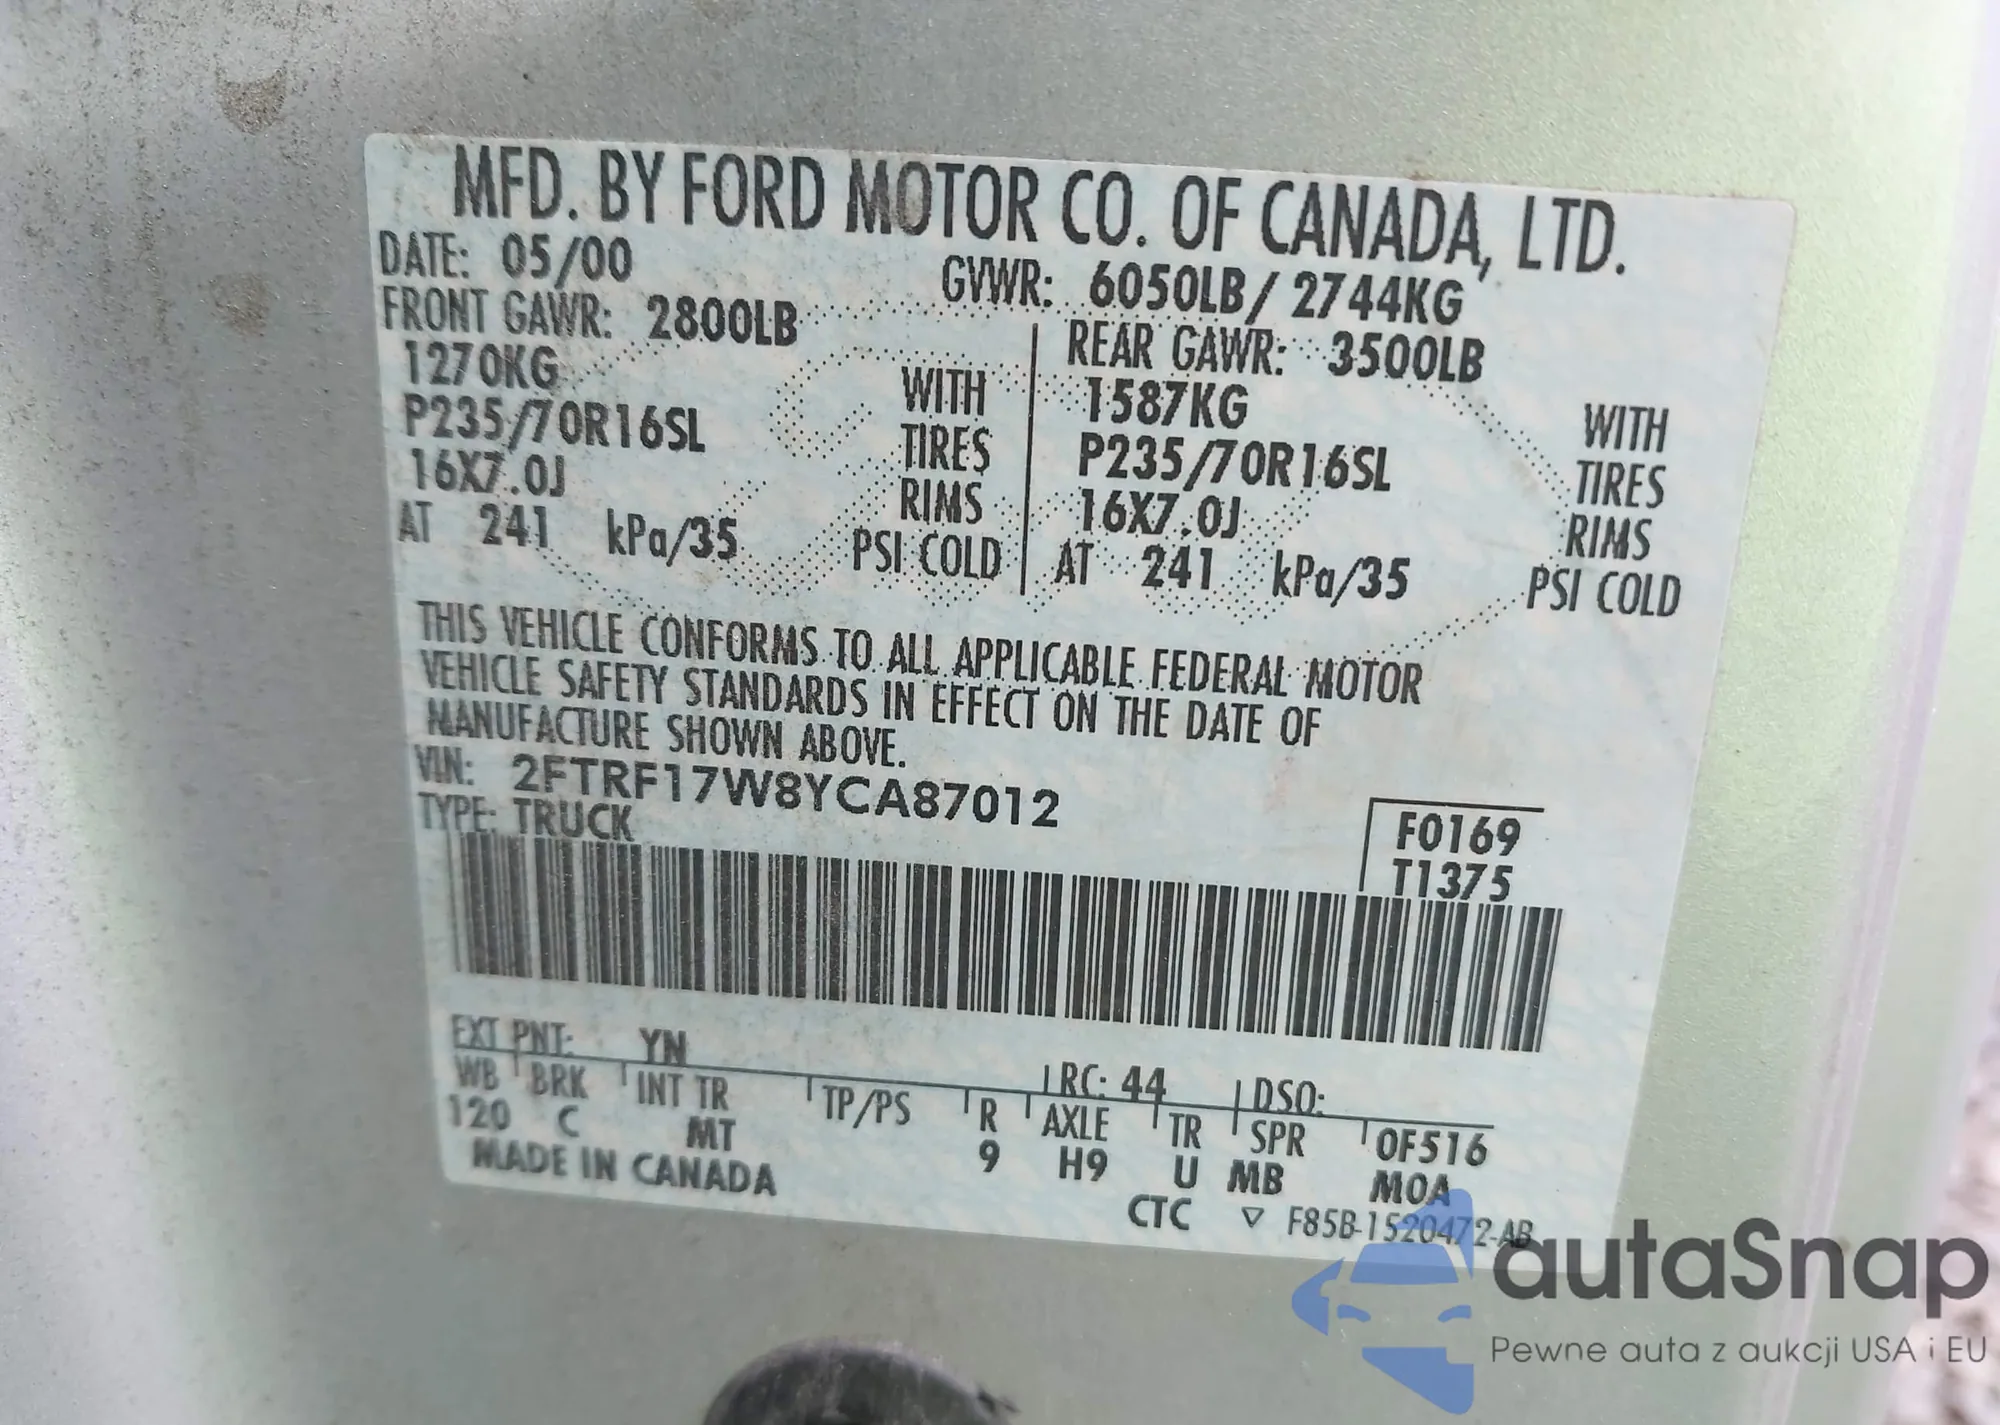 MFD. BY FORD MOTOR CO. OF CANADA, LTD.
DATE: 05/00 GVWR: 6050LB/ 2744KG
FRONT GAWR: 2800LB REAR GAWR: 3500LB
1270KG WITH 1587KG WITH
P235/70R16SL TIRES P235/70R16SL TIRES
16X7.0J RIMS 16X7.0J RIMS
AT 241 kPa/35 PSI COLD AT 241 kPa/35 PSI COLD
THIS VEHICLE CONFORMS TO ALL APPLICABLE FEDERAL MOTOR
VEHICLE SAFETY STANDARDS IN EFFECT ON THE DATE OF
MANUFACTURE SHOWN ABOVE.
VIN: 2FTRF17W8YCA87012
TYPE: TRUCK F0169
T1375
EXT PNT: YN RC: 44 DSO:
WB BRK INT TR TP/PS R AXLE TR SPR 0F516
120 C MT 9 H9 U MB MOA
MADE IN CANADA CTC ▽ F85B-1520472-AB
autaSnap
Pewne auta z aukcji USA i EU